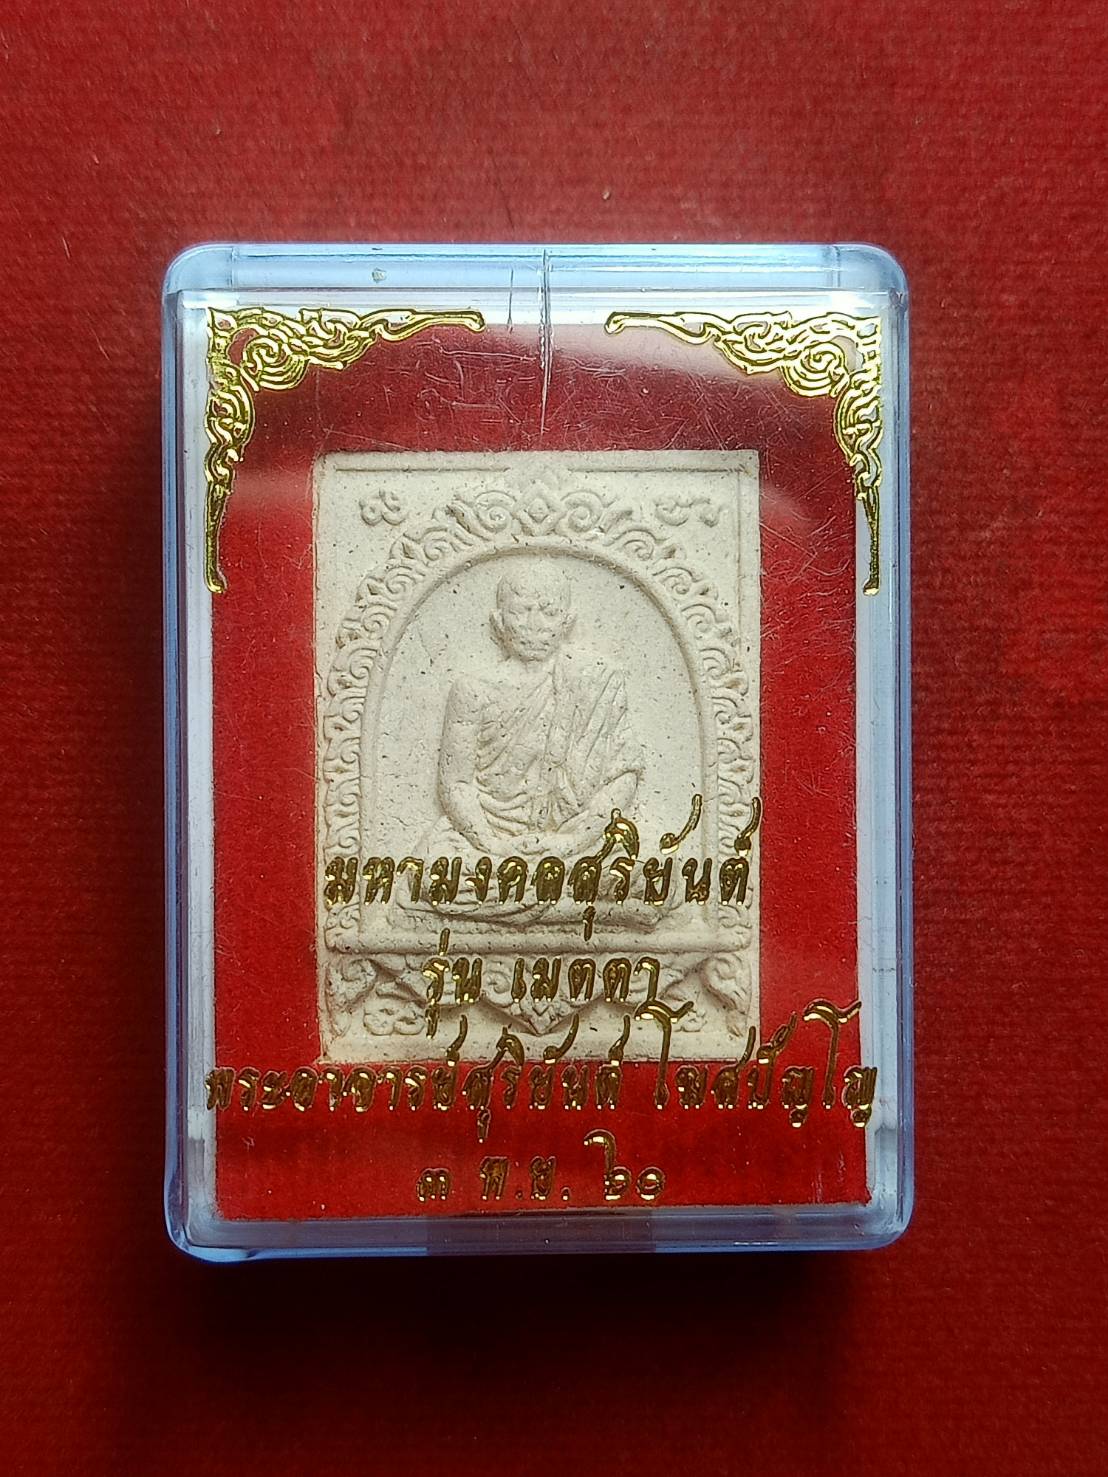 มหามงคลสุริยันต์
รุ่น เมตตา
พระอาจารย์สุริยันต์ โฆสปัญโญ
๓ พ.ย. ๖๐